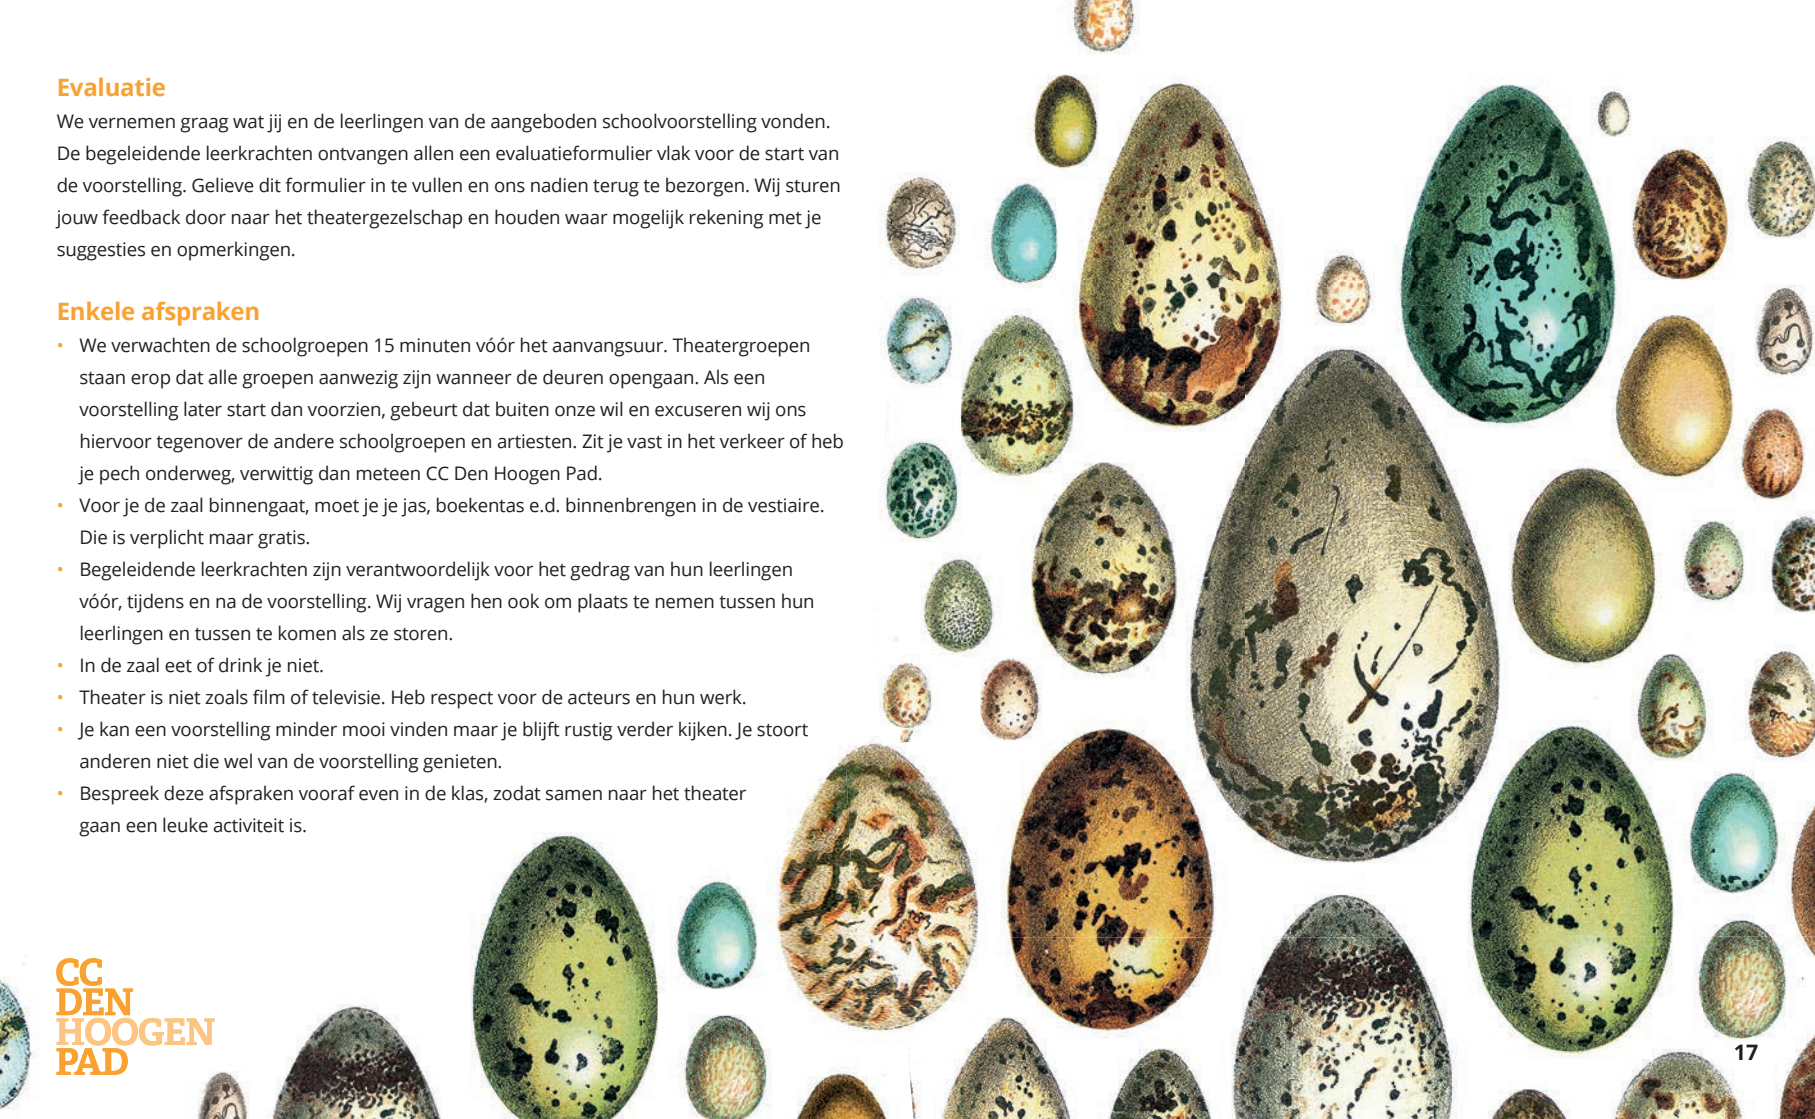 Evaluatie
We vernemen graag wat jij en de leerlingen van de aangeboden schoolvoorstelling vonden.
De begeleidende leerkrachten ontvangen allen een evaluatieformulier vlak voor de start van
de voorstelling. Gelieve dit formulier in te vullen en ons nadien terug te bezorgen. Wij sturen
jouw feedback door naar het theatergezelschap en houden waar mogelijk rekening met je
suggesties en opmerkingen.
Enkele afspraken
• We verwachten de schoolgroepen 15 minuten vóór het aanvangsuur. Theatergroepen
staan erop dat alle groepen aanwezig zijn wanneer de deuren opengaan. Als een
voorstelling later start dan voorzien, gebeurt dat buiten onze wil en excuseren wij ons
hiervoor tegenover de andere schoolgroepen en artiesten. Zit je vast in het verkeer of heb
je pech onderweg, verwittig dan meteen CC Den Hoogen Pad.
• Voor je de zaal binnengaat, moet je je jas, boekentas e.d. binnenbrengen in de vestiaire.
Die is verplicht maar gratis.
• Begeleidende leerkrachten zijn verantwoordelijk voor het gedrag van hun leerlingen
vóór, tijdens en na de voorstelling. Wij vragen hen ook om plaats te nemen tussen hun
leerlingen en tussen te komen als ze storen.
• In de zaal eet of drink je niet.
• Theater is niet zoals film of televisie. Heb respect voor de acteurs en hun werk.
• Je kan een voorstelling minder mooi vinden maar je blijft rustig verder kijken. Je stoort
anderen niet die wel van de voorstelling genieten.
• Bespreek deze afspraken vooraf even in de klas, zodat samen naar het theater
gaan een leuke activiteit is.
CC
DEN
HOOGEN
PAD
17